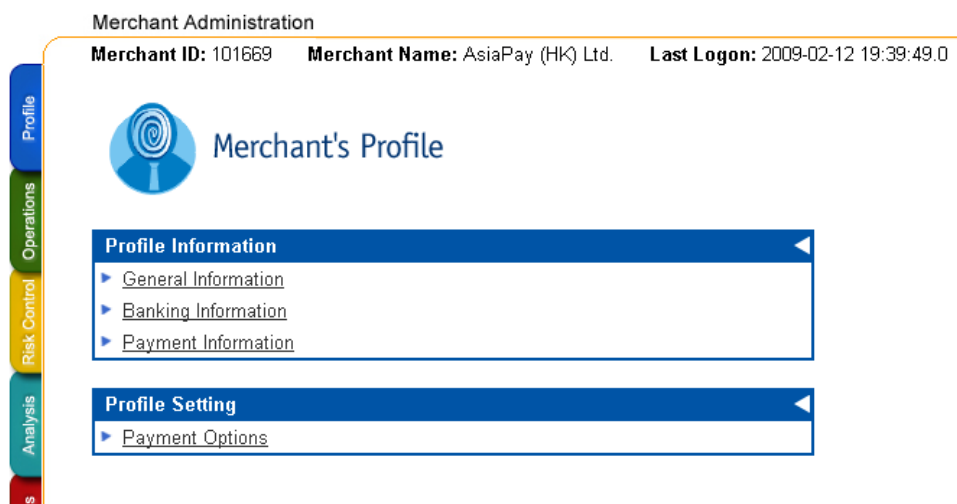 Merchant Administration
Merchant ID: 101669 Merchant Name: AsiaPay (HK) Ltd. Last Logon: 2009-02-12 19:39:49.0
Profile
Merchant's Profile
Operations
Profile Information
General Information
Risk Control
Banking Information
Payment Information
Analysis
Profile Setting
Payment Options